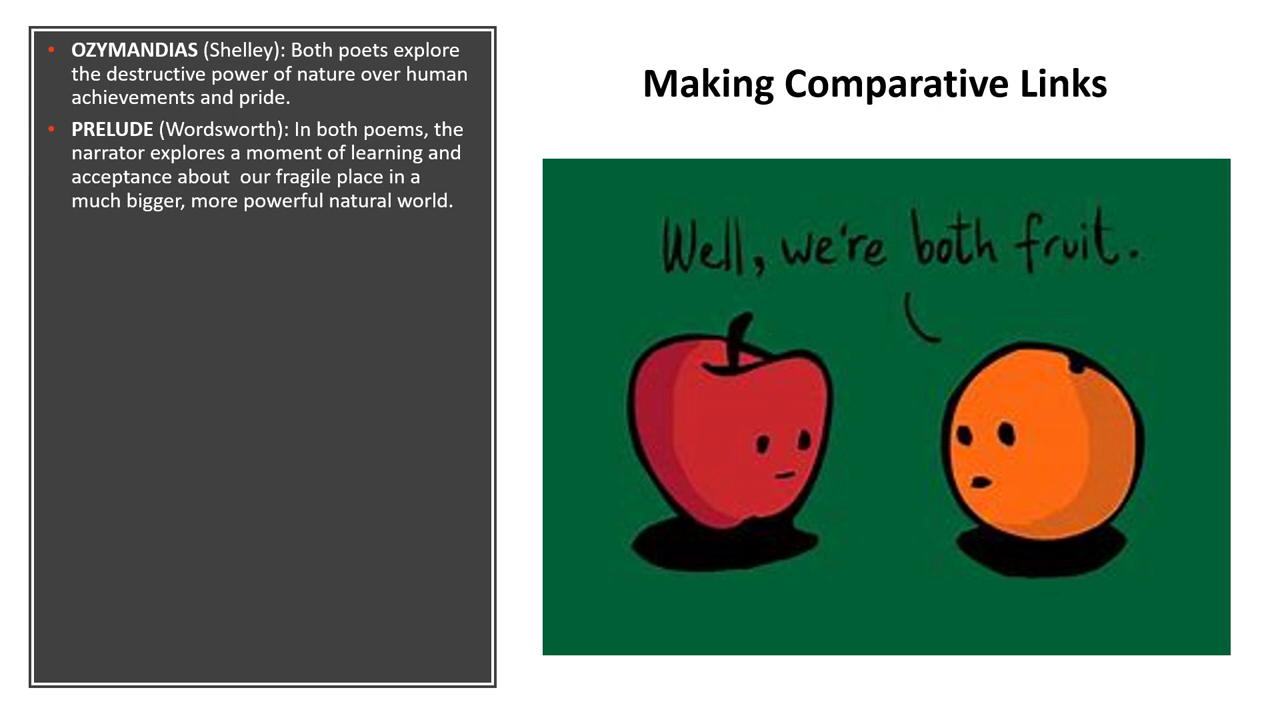 • OZYMANDIAS (Shelley): Both poets explore
the destructive power of nature over human
achievements and pride.
• PRELUDE (Wordsworth): In both poems, the
narrator explores a moment of learning and
acceptance about  our fragile place in a
much bigger, more powerful natural world.
Making Comparative Links
Well, we're both fruit.